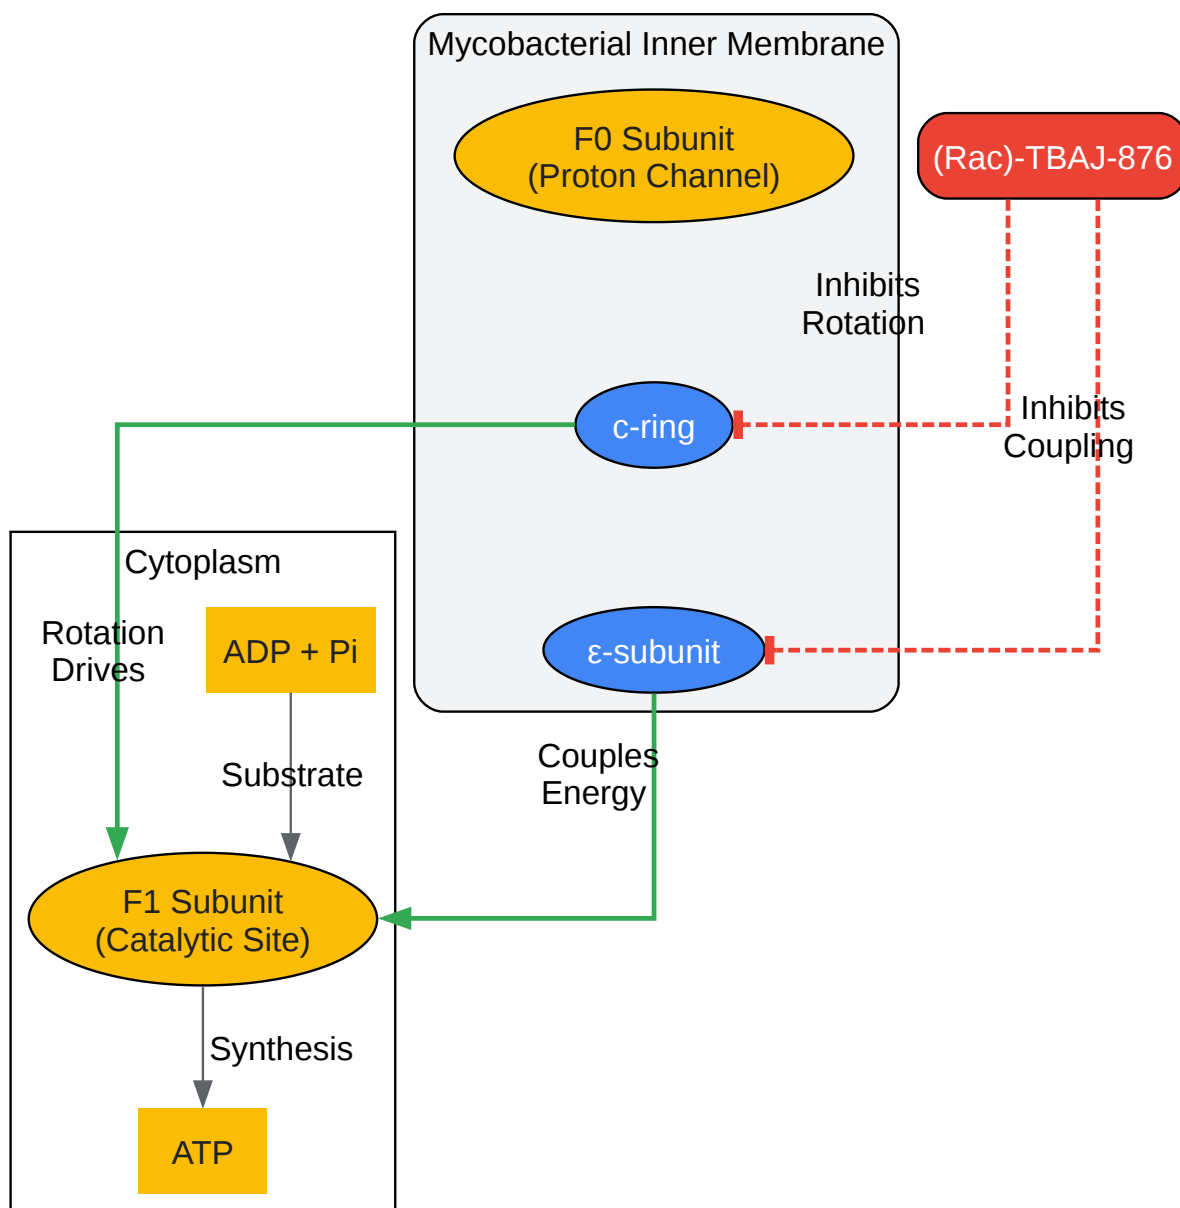 Mycobacterial Inner Membrane
F0 Subunit
(Proton Channel)
(Rac)-TBAJ-876
Inhibits
Rotation
Inhibits
Coupling
c-ring
Cytoplasm
Rotation
Drives
ADP + Pi
ε-subunit
Substrate
Couples
Energy
F1 Subunit
(Catalytic Site)
Synthesis
ATP